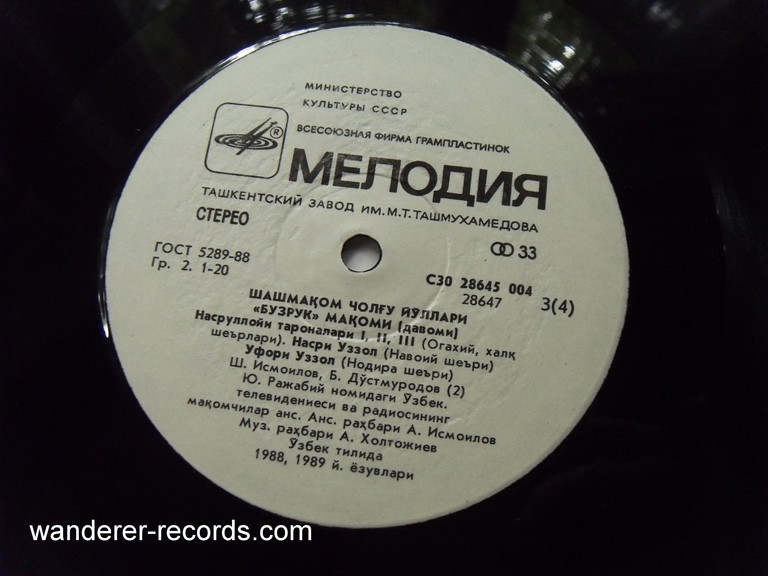 МИНИСТЕРСТВО
КУЛЬТУРЫ СССР
ВСЕСОЮЗНАЯ ФИРМА ГРАМПЛАСТИНОК
®
МЕЛОДИЯ
ТАШКЕНТСКИЙ ЗАВОД ИМ. М.Т. ТАШМУХАМЕДОВА
СТЕРЕО
33
ГОСТ 5289-88
Гр. 2. 1-20
С30 28645 004
28647 3(4)
ШАШМАҚОМ ЧОЛҒУ ЙЎЛЛАРИ
«БУЗРУК» МАҚОМИ (давоми)
Насруллойи тароналари I, II, III (Огахий, халқ
шеърлари). Насри Уззол (Навоий шеъри)
Уфори Уззол (Нодира шеъри)
Ш. Исмоилов, Б. Дўстмуродов (2)
Ю. Ражабий номидаги Ўзбек.
телевидениеси ва радиосининг
мақомчилар анс. Анс. раҳбари А. Исмоилов
Муз. раҳбари А. Холтожиев
Ўзбек тилида
1988, 1989 й. ёзувлари
wanderer-records.com